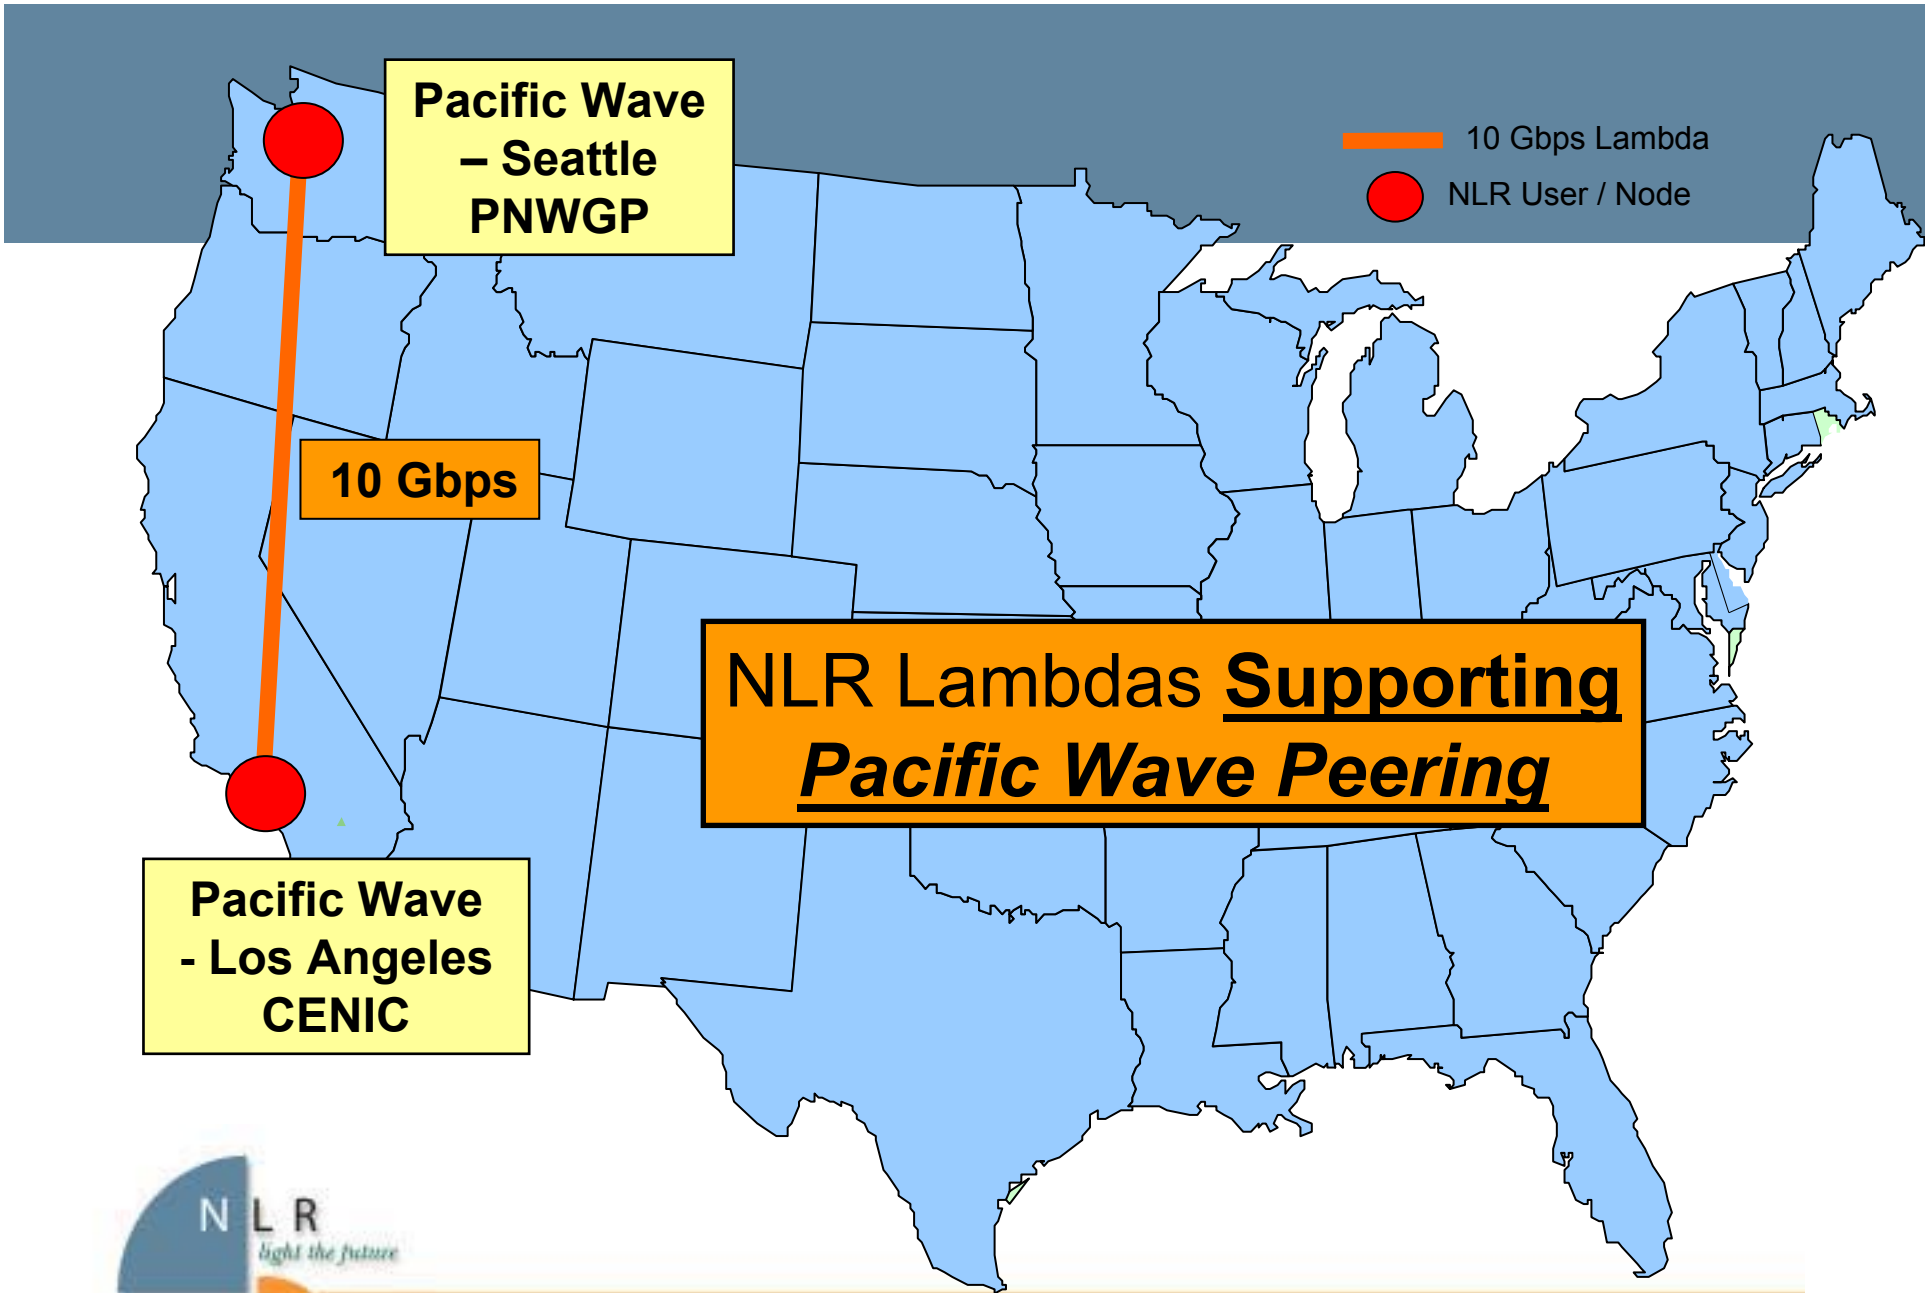 Pacific Wave
– Seattle
PNWGP
10 Gbps Lambda
NLR User / Node
10 Gbps
NLR Lambdas Supporting
Pacific Wave Peering
Pacific Wave
- Los Angeles
CENIC
N L R
light the future